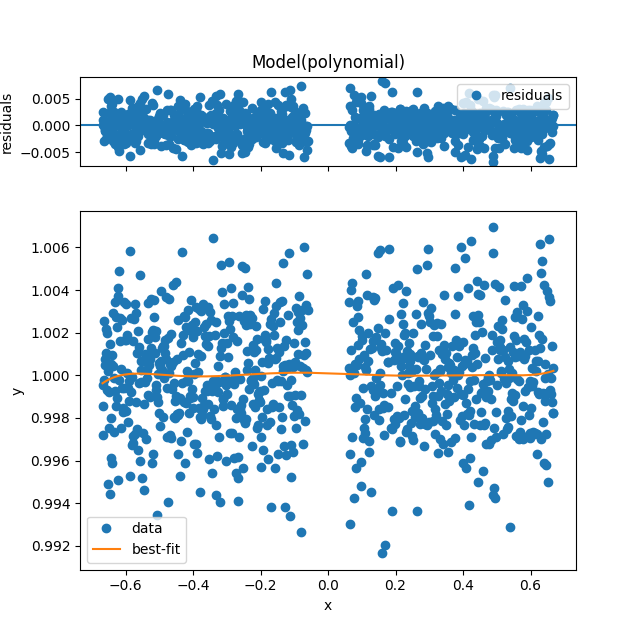 Model(polynomial)
residuals
0.005
0.000
−0.005
residuals
y
1.006
1.004
1.002
1.000
0.998
0.996
0.994
0.992
data
best-fit
−0.6 −0.4 −0.2 0.0 0.2 0.4 0.6
x